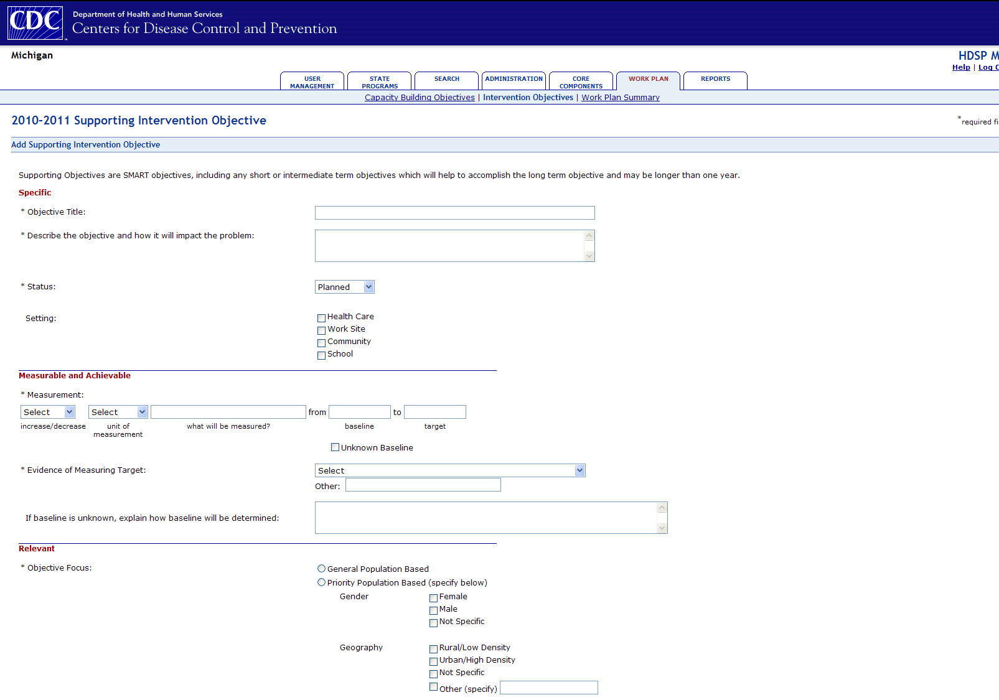 CDC
Department of Health and Human Services
Centers for Disease Control and Prevention
Michigan
HDSP M
Help | Log
USER MANAGEMENT
STATE PROGRAMS
SEARCH
ADMINISTRATION
CORE COMPONENTS
WORK PLAN
REPORTS
Capacity Building Objectives | Intervention Objectives | Work Plan Summary
2010-2011 Supporting Intervention Objective
*required
Add Supporting Intervention Objective
Supporting Objectives are SMART objectives, including any short or intermediate term objectives which will help to accomplish the long term objective and may be longer than one year.
Specific
* Objective Title:
* Describe the objective and how it will impact the problem:
* Status:
Planned
Setting:
Health Care
Work Site
Community
School
Measurable and Achievable
* Measurement:
Select Select from to
increase/decrease unit of measurement what will be measured? baseline target
Unknown Baseline
* Evidence of Measuring Target:
Select
Other:
If baseline is unknown, explain how baseline will be determined:
Relevant
* Objective Focus:
General Population Based
Priority Population Based (specify below)
Gender
Female
Male
Not Specific
Geography
Rural/Low Density
Urban/High Density
Not Specific
Other (specify)